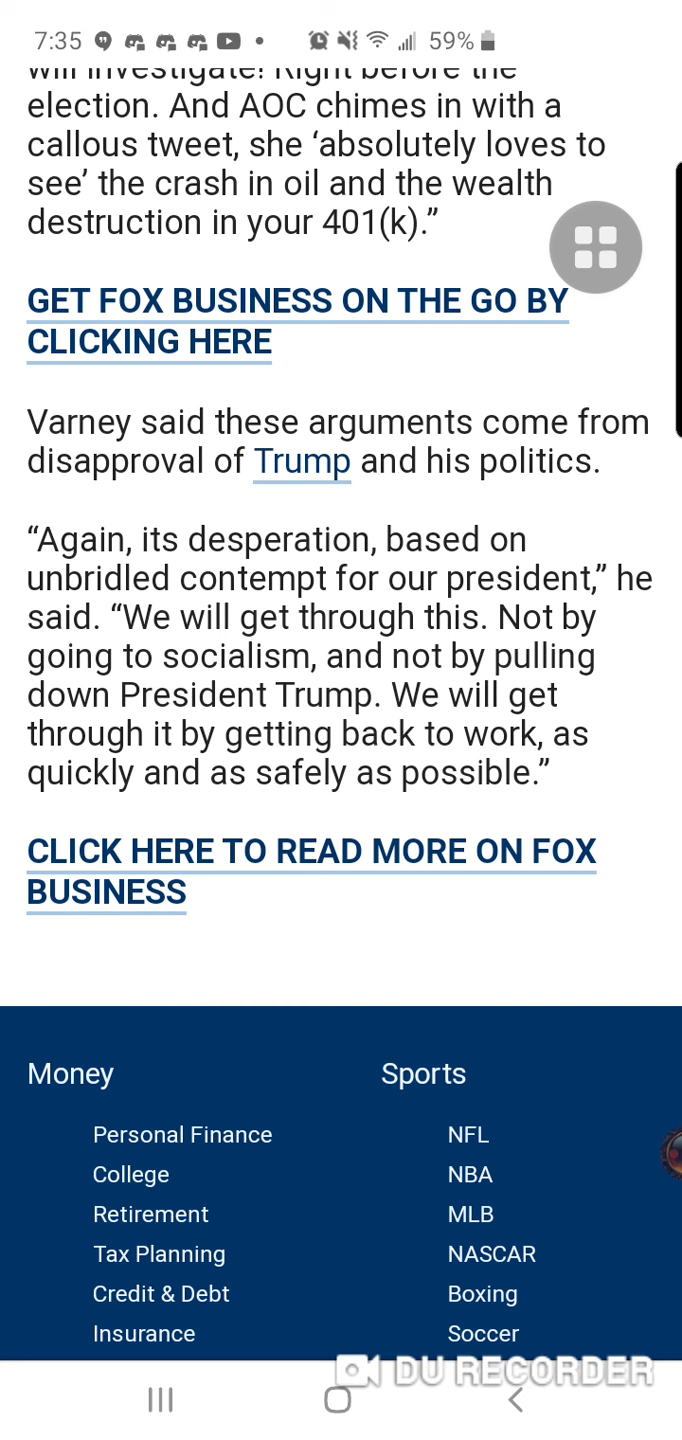 7:35
59%
will investigate! Right before the
election. And AOC chimes in with a
callous tweet, she ‘absolutely loves to
see’ the crash in oil and the wealth
destruction in your 401(k).”
GET FOX BUSINESS ON THE GO BY
CLICKING HERE
Varney said these arguments come from
disapproval of Trump and his politics.
“Again, its desperation, based on
unbridled contempt for our president,” he
said. “We will get through this. Not by
going to socialism, and not by pulling
down President Trump. We will get
through it by getting back to work, as
quickly and as safely as possible.”
CLICK HERE TO READ MORE ON FOX
BUSINESS
Money
Personal Finance
College
Retirement
Tax Planning
Credit & Debt
Insurance
Sports
NFL
NBA
MLB
NASCAR
Boxing
Soccer
DU RECORDER